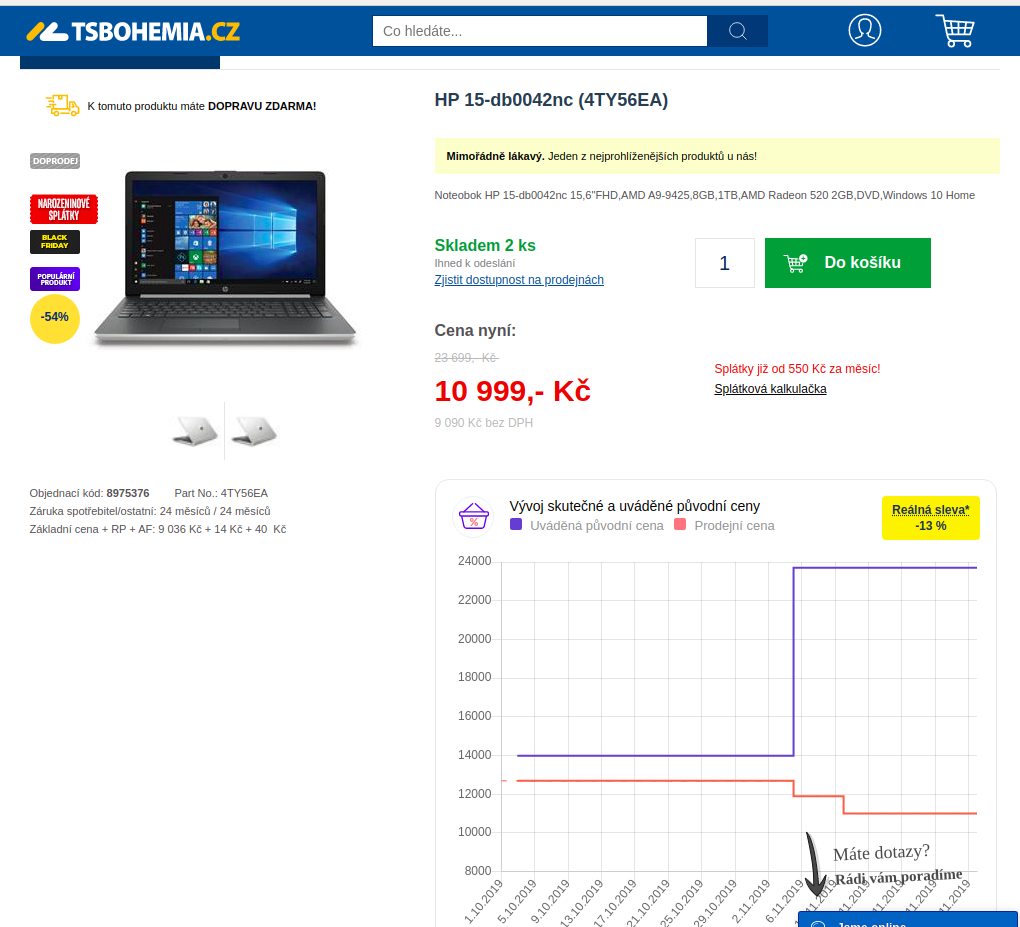 TSBOHEMIA.CZ
Co hledáte...
K tomuto produktu máte DOPRAVU ZDARMA!
DOPRODEJ
NAROZENINOVÉ
SPLÁTKY
BLACK
FRIDAY
POPULÁRNÍ
PRODUKT
-54%
Objednací kód: 8975376 Part No.: 4TY56EA
Záruka spotřebitel/ostatní: 24 měsíců / 24 měsíců
Základní cena + RP + AF: 9 036 Kč + 14 Kč + 40 Kč
HP 15-db0042nc (4TY56EA)
Mimořádně lákavý. Jeden z nejprohlíženějších produktů u nás!
Noteobok HP 15-db0042nc 15,6"FHD,AMD A9-9425,8GB,1TB,AMD Radeon 520 2GB,DVD,Windows 10 Home
Skladem 2 ks
Ihned k odeslání
Zjistit dostupnost na prodejnách
1
Do košíku
Cena nyní:
23 699,- Kč
10 999,- Kč
9 090 Kč bez DPH
Splátky již od 550 Kč za měsíc!
Splátková kalkulačka
Vývoj skutečné a uváděné původní ceny
Uváděná původní cena Prodejní cena
Reálná sleva*
-13 %
24000
22000
20000
18000
16000
14000
12000
10000
8000
1.10.2019
5.10.2019
9.10.2019
13.10.2019
17.10.2019
21.10.2019
25.10.2019
29.10.2019
2.11.2019
6.11.2019
Máte dotazy?
Rádi vám poradíme
Jsme online